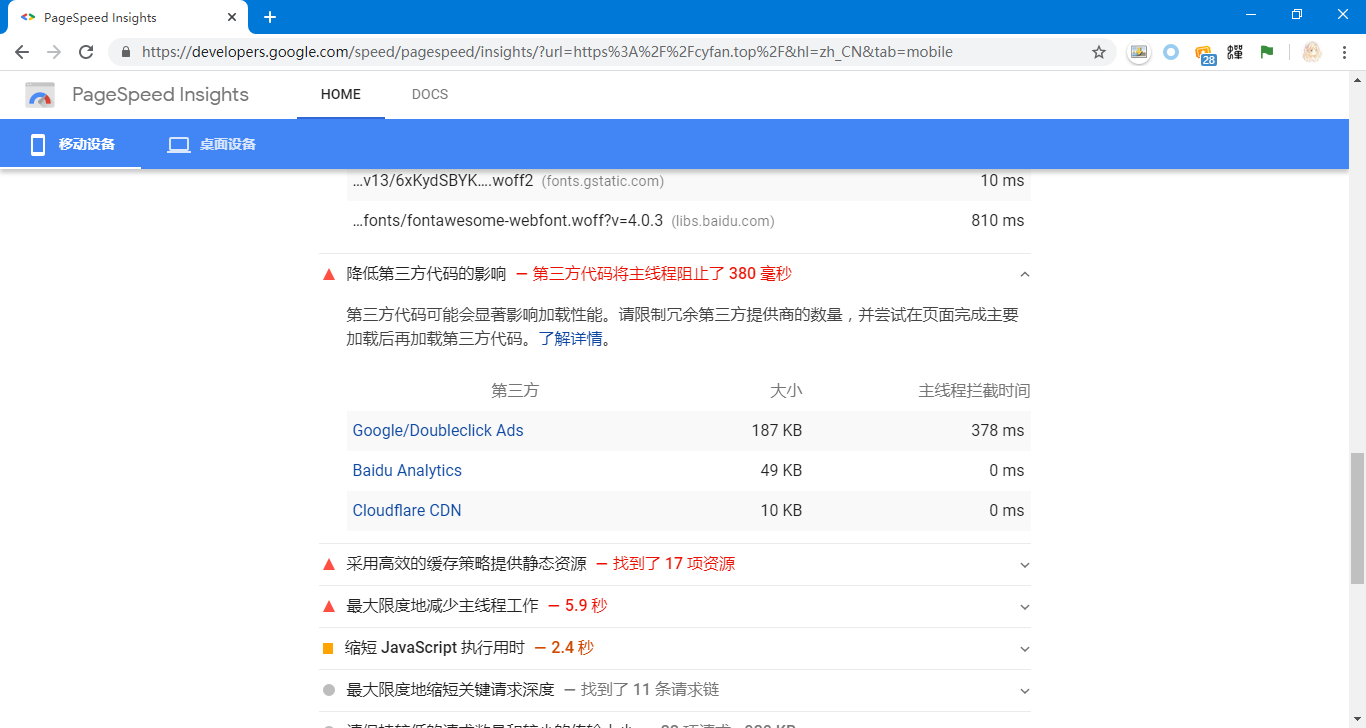 PageSpeed Insights
https://developers.google.com/speed/pagespeed/insights/?url=https%3A%2F%2Fcyfan.top%2F&hl=zh_CN&tab=mobile
28
PageSpeed Insights HOME DOCS
移动设备 桌面设备
...v13/6xKydSBYK....woff2 (fonts.gstatic.com) 10 ms
...fonts/fontawesome-webfont.woff?v=4.0.3 (libs.baidu.com) 810 ms
降低第三方代码的影响 — 第三方代码将主线程阻止了 380 毫秒
第三方代码可能会显著影响加载性能。请限制冗余第三方提供商的数量，并尝试在页面完成主要
加载后再加载第三方代码。了解详情。
第三方 大小 主线程拦截时间
Google/Doubleclick Ads 187 KB 378 ms
Baidu Analytics 49 KB 0 ms
Cloudflare CDN 10 KB 0 ms
采用高效的缓存策略提供静态资源 — 找到了 17 项资源
最大限度地减少主线程工作 — 5.9 秒
缩短 JavaScript 执行用时 — 2.4 秒
最大限度地缩短关键请求深度 — 找到了 11 条请求链